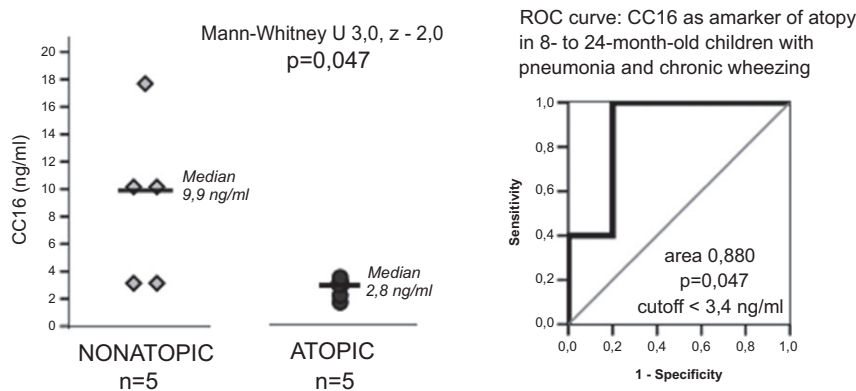 Mann-Whitney U 3,0, z - 2,0
p=0,047
CC16 (ng/ml)
20
18
16
14
12
10
8
6
4
2
0
Median
9,9 ng/ml
Median
2,8 ng/ml
NONATOPIC
n=5
ATOPIC
n=5
ROC curve: CC16 as amarker of atopy
in 8- to 24-month-old children with
pneumonia and chronic wheezing
Sensitivity
1,0
0,8
0,6
0,4
0,2
0,0
area 0,880
p=0,047
cutoff < 3,4 ng/ml
0,0 0,2 0,4 0,6 0,8 1,0
1 - Specificity